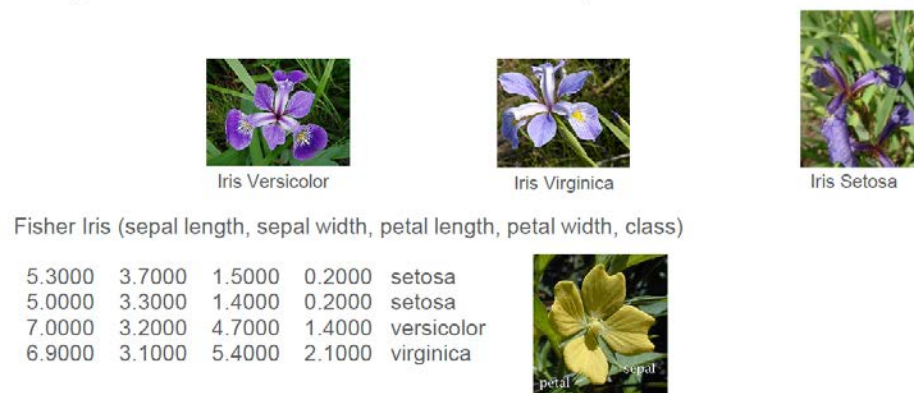 Iris Versicolor
Iris Virginica
Iris Setosa
Fisher Iris (sepal length, sepal width, petal length, petal width, class)
5.3000 3.7000 1.5000 0.2000 setosa
5.0000 3.3000 1.4000 0.2000 setosa
7.0000 3.2000 4.7000 1.4000 versicolor
6.9000 3.1000 5.4000 2.1000 virginica
sepal
petal